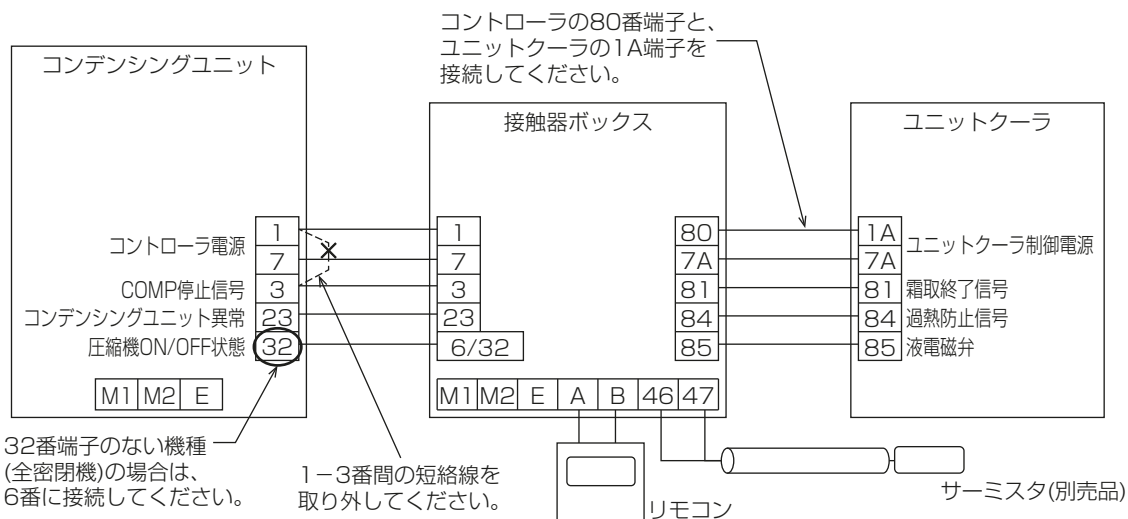 コントローラの80番端子と、
ユニットクーラの1A端子を
接続してください。
コンデンシングユニット
接触器ボックス
ユニットクーラ
コントローラ電源
1
7
COMP停止信号
3
コンデンシングユニット異常
23
圧縮機ON/OFF状態
32
M1 M2 E
1
7
3
23
6/32
80
7A
81
84
85
M1 M2 E A B 46 47
1A
7A
ユニットクーラ制御電源
81 霜取終了信号
84 過熱防止信号
85 液電磁弁
32番端子のない機種
(全密閉機)の場合は、
6番に接続してください。
1−3番間の短絡線を
取り外してください。
リモコン
サーミスタ(別売品)